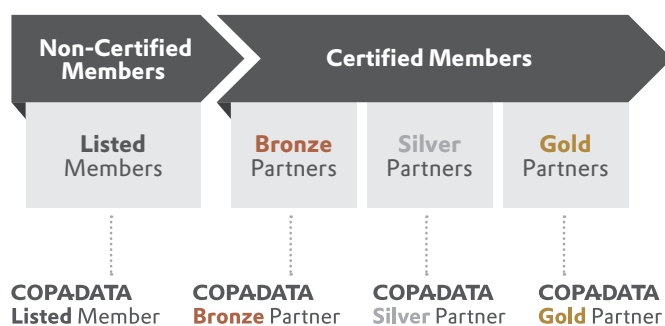 Non-Certified
Members
Certified Members
Listed
Members
Bronze
Partners
Silver
Partners
Gold
Partners
COPADATA
Listed Member
COPADATA
Bronze Partner
COPADATA
Silver Partner
COPADATA
Gold Partner